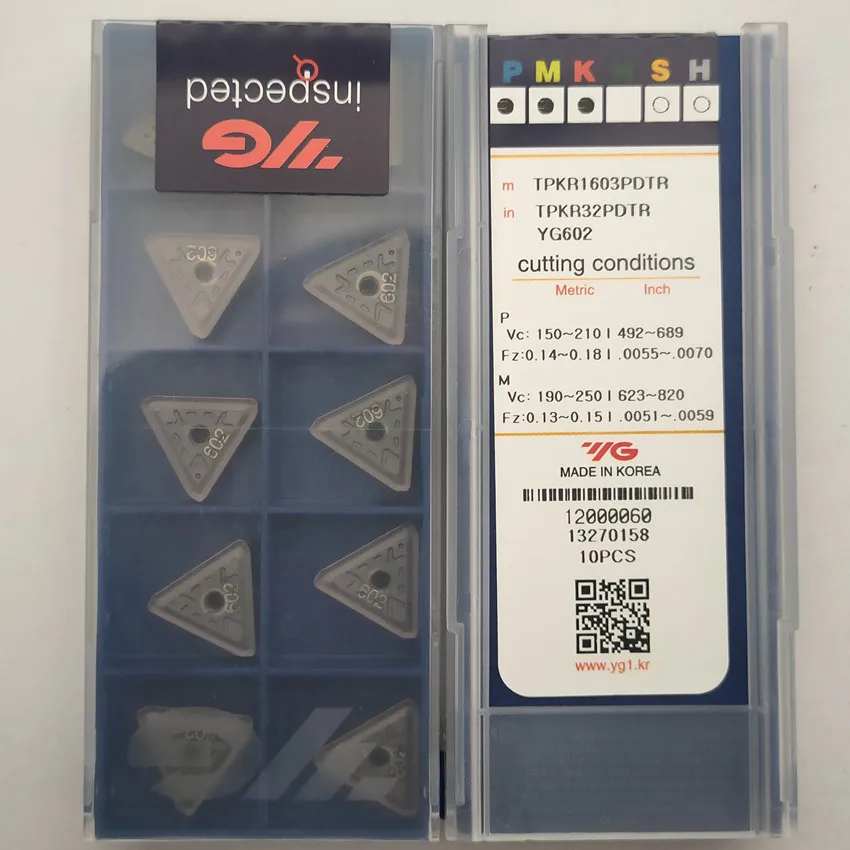 inspected
YG
602
602
602
602
602
602
602
P M K N S H
m TPKR1603PDTR
in TPKR32PDTR
YG602
cutting conditions
Metric Inch
P
Vc: 150~210 | 492~689
Fz:0.14~0.18 | .0055~.0070
M
Vc: 190~250 | 623~820
Fz:0.13~0.15 | .0051~.0059
YG
MADE IN KOREA
12000060
13270158
10PCS
www.yg1.kr